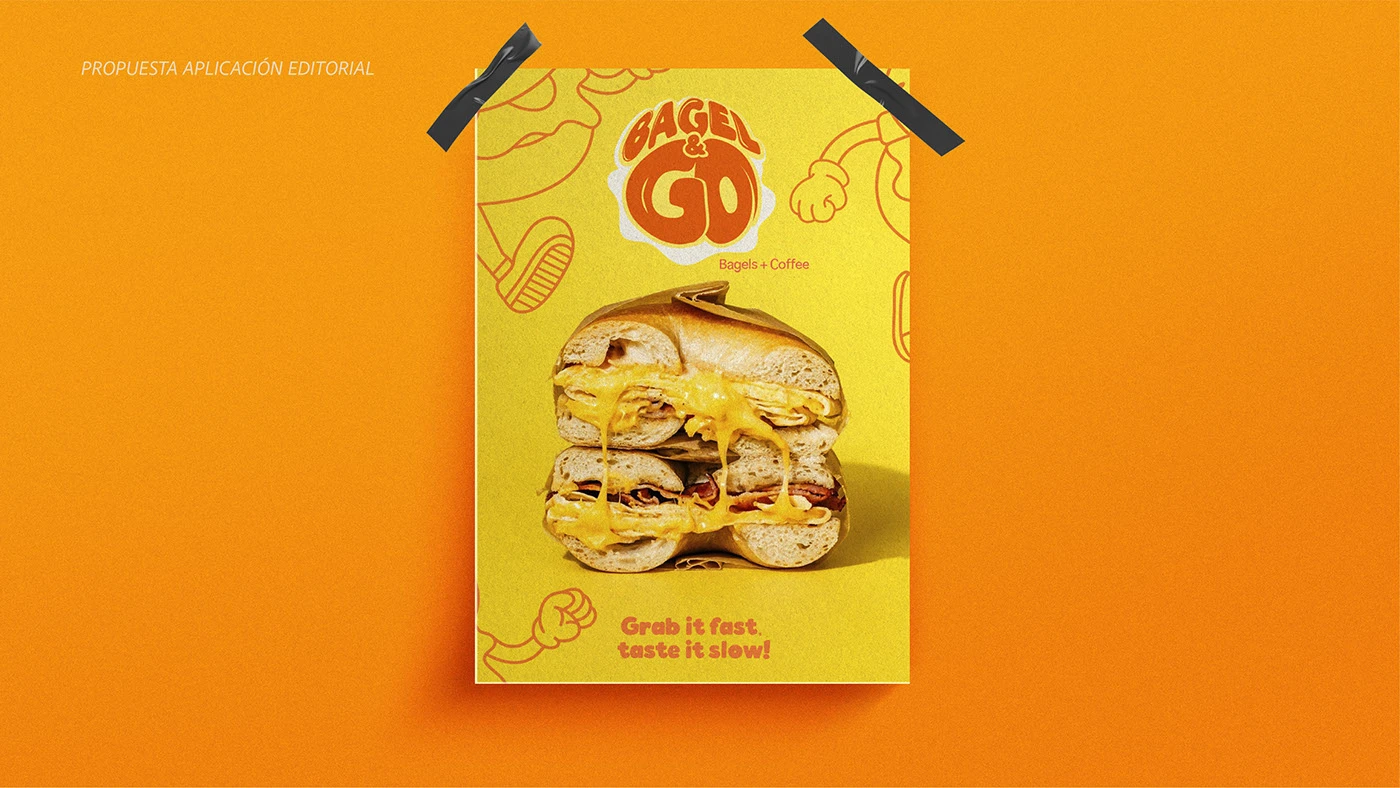 PROPUESTA APLICACIÓN EDITORIAL
BAGEL
&
GO
Bagels + Coffee
Grab it fast,
taste it slow!